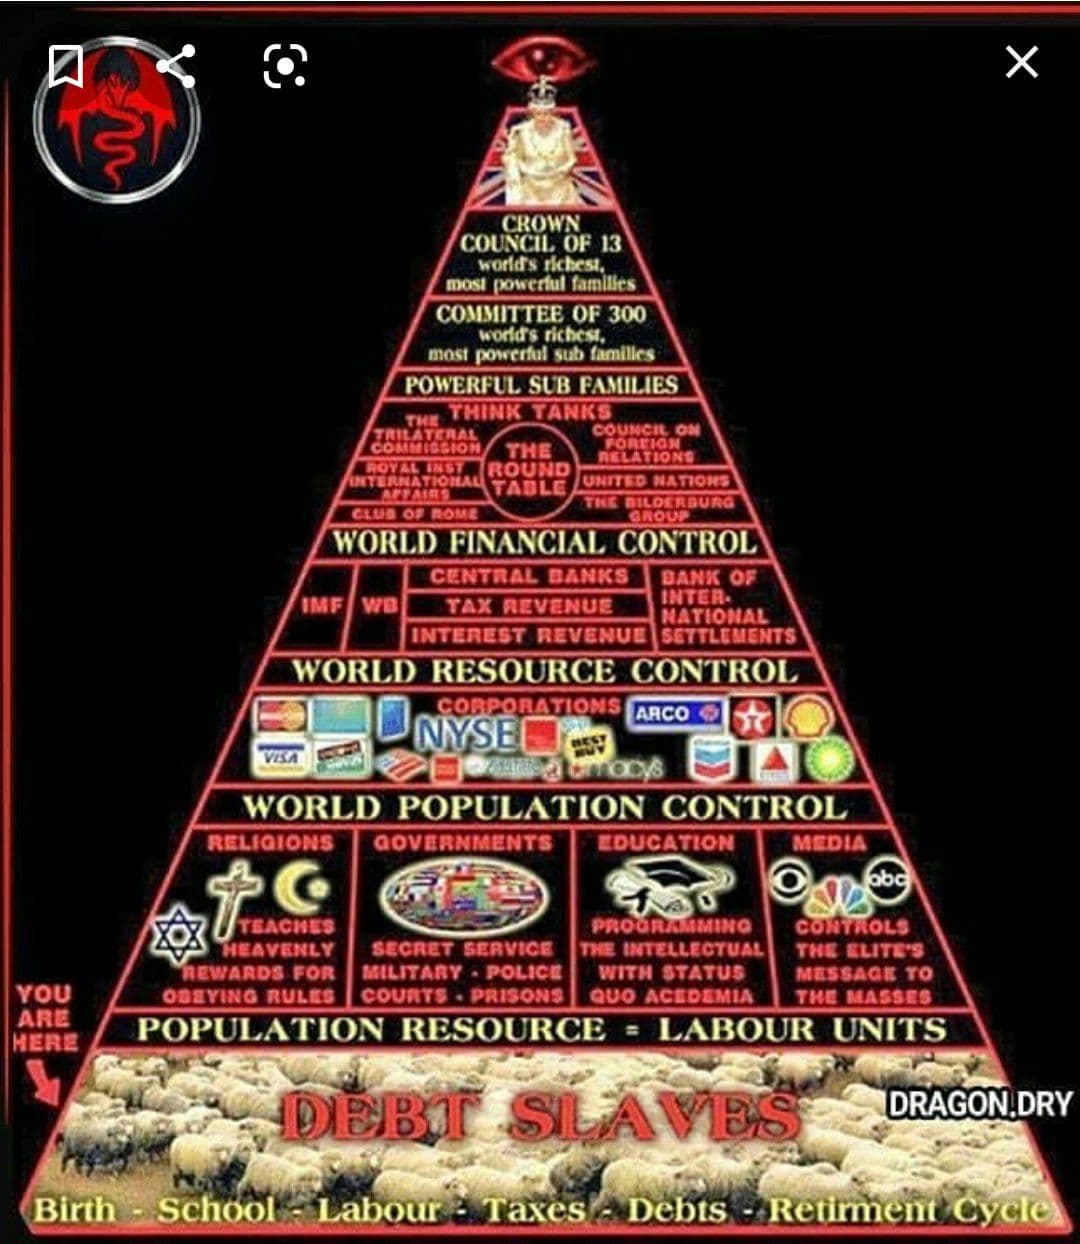 CROWN
COUNCIL OF 13
world's richest,
most powerful families
COMMITTEE OF 300
world's richest,
most powerful sub families
POWERFUL SUB FAMILIES
THINK TANKS
THE
TRILATERAL
COMMISSION
ROYAL INST
INTERNATIONAL
AFFAIRS
CLUB OF ROME
THE
ROUND
TABLE
COUNCIL ON
FOREIGN
RELATIONS
UNITED NATIONS
THE BILDERBURG
GROUP
WORLD FINANCIAL CONTROL
IMF
WB
CENTRAL BANKS
TAX REVENUE
INTEREST REVENUE
BANK OF
INTER-
NATIONAL
SETTLEMENTS
WORLD RESOURCE CONTROL
CORPORATIONS
MasterCard
NYSE
BEST
BUY
ARCO
VISA
macys
Chevron
bp
WORLD POPULATION CONTROL
RELIGIONS
TEACHES
HEAVENLY
REWARDS FOR
OBEYING RULES
GOVERNMENTS
SECRET SERVICE
MILITARY - POLICE
COURTS - PRISONS
EDUCATION
PROGRAMMING
THE INTELLECTUAL
WITH STATUS
QUO ACEDEMIA
MEDIA
abc
CONTROLS
THE ELITE'S
MESSAGE TO
THE MASSES
YOU
ARE
HERE
POPULATION RESOURCE = LABOUR UNITS
DEBT SLAVES
DRAGON.DRY
Birth - School - Labour - Taxes - Debts - Retirment Cycle